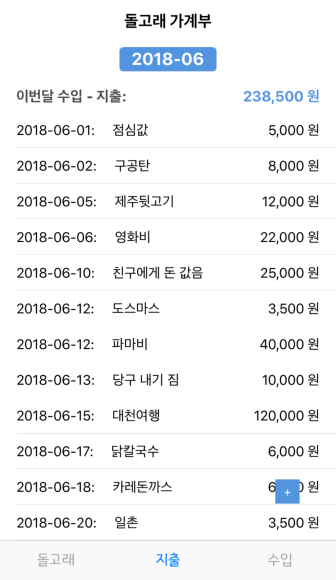 돌고래 가계부
2018-06
이번달 수입 - 지출: 238,500 원
2018-06-01: 점심값 5,000 원
2018-06-02: 구공탄 8,000 원
2018-06-05: 제주뒷고기 12,000 원
2018-06-06: 영화비 22,000 원
2018-06-10: 친구에게 돈 값음 25,000 원
2018-06-12: 도스마스 3,500 원
2018-06-12: 파마비 40,000 원
2018-06-13: 당구 내기 짐 10,000 원
2018-06-15: 대천여행 120,000 원
2018-06-17: 닭칼국수 6,000 원
2018-06-18: 카레돈까스 원
+
2018-06-20: 일촌 3,500 원
돌고래 지출 수입